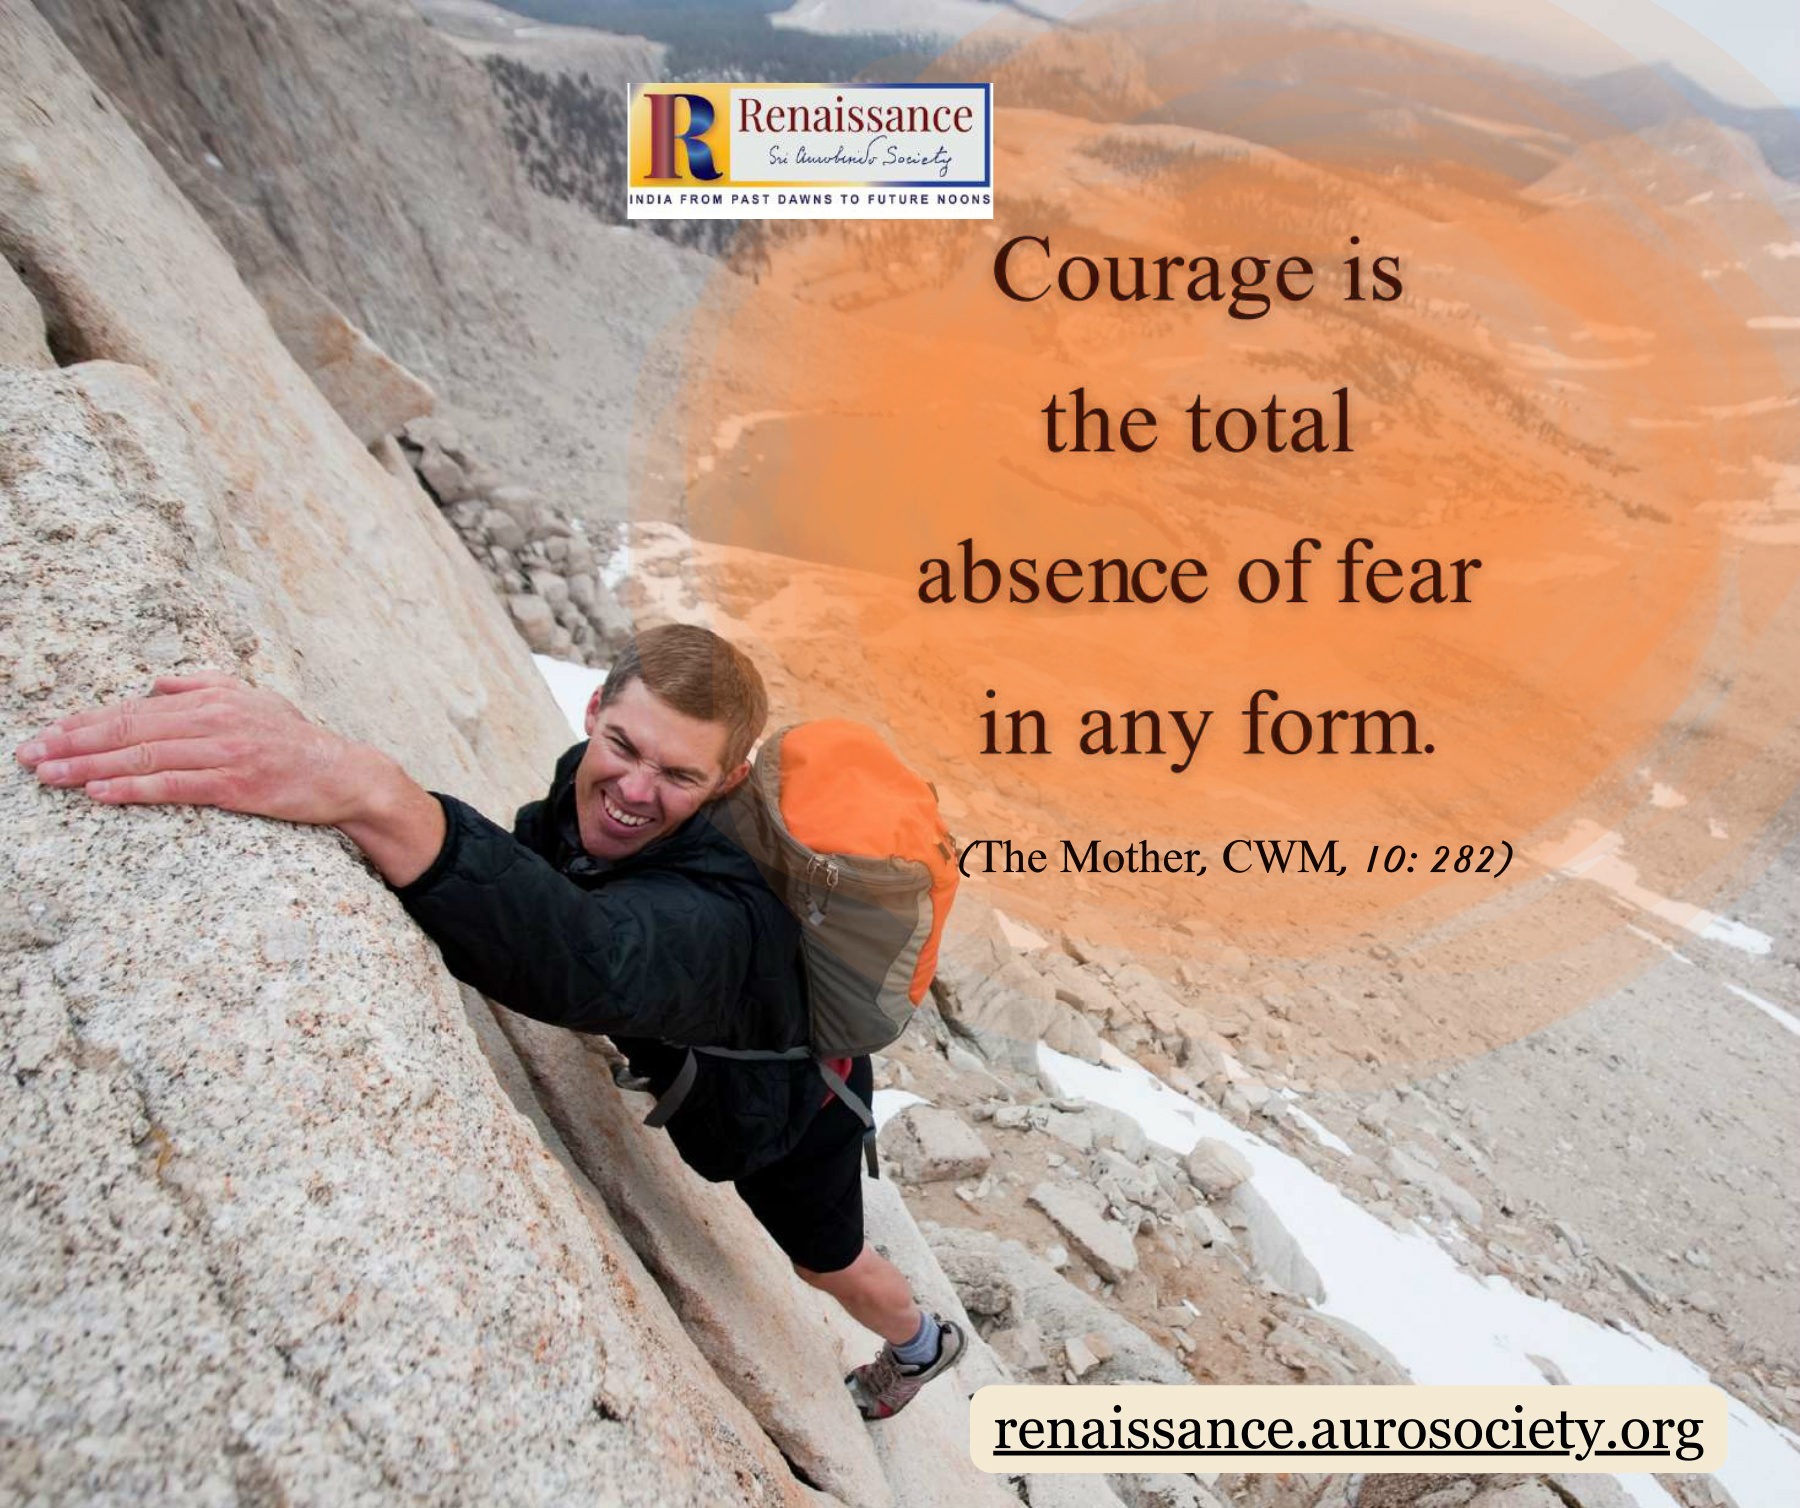 R Renaissance
Sri Aurobindo Society
INDIA FROM PAST DAWNS TO FUTURE NOONS
Courage is
the total
absence of fear
in any form.
(The Mother, CWM, 10: 282)
renaissance.aurosociety.org